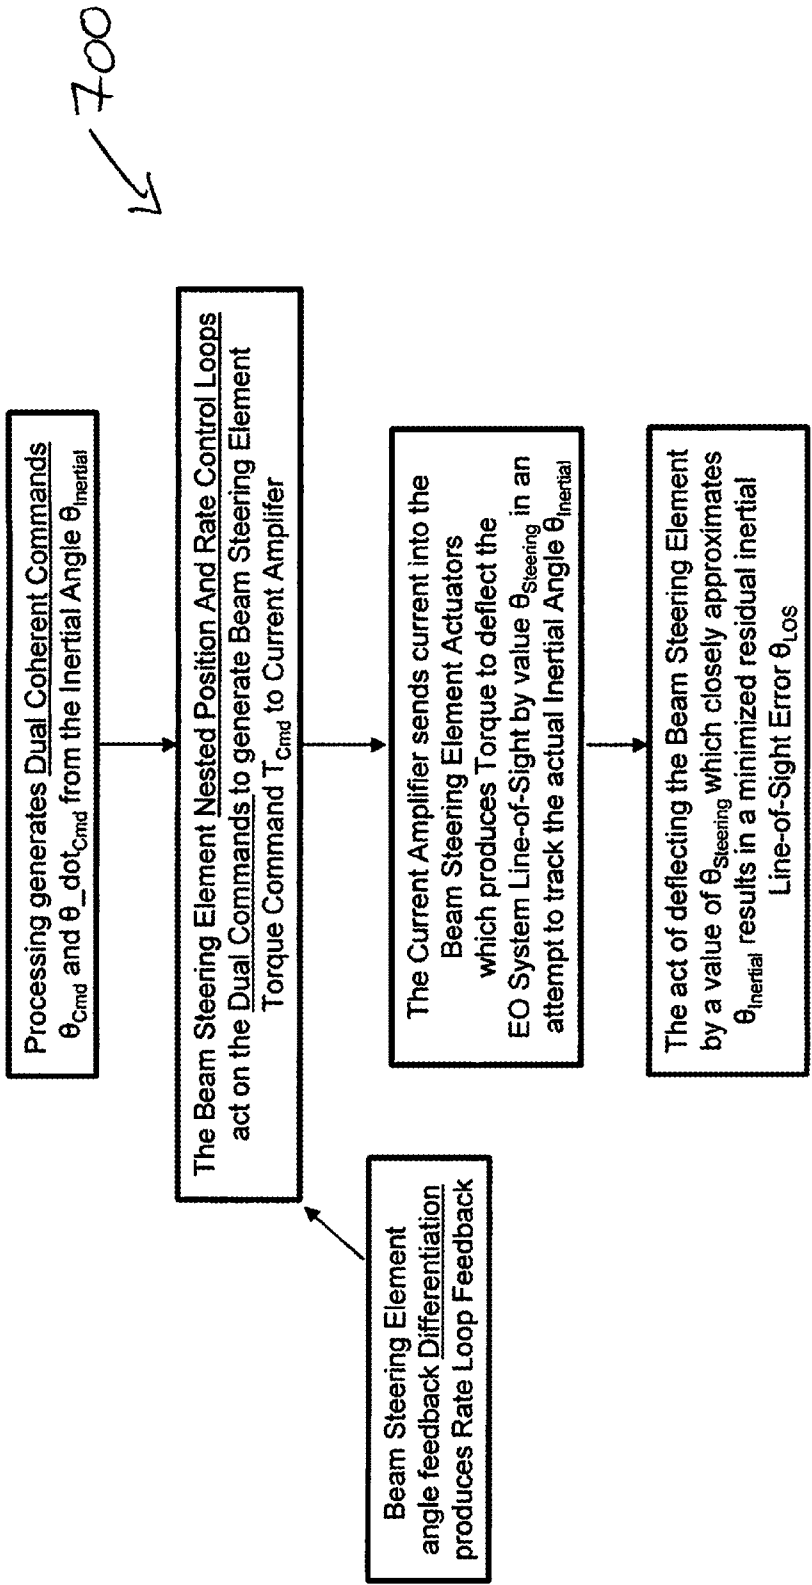 700
Processing generates Dual Coherent Commands
θCmd and θ_dotCmd from the Inertial Angle θInertial
The Beam Steering Element Nested Position And Rate Control Loops
act on the Dual Commands to generate Beam Steering Element
Torque Command TCmd to Current Amplifer
Beam Steering Element
angle feedback Differentiation
produces Rate Loop Feedback
The Current Amplifier sends current into the
Beam Steering Element Actuators
which produces Torque to deflect the
EO System Line-of-Sight by value θSteering in an
attempt to track the actual Inertial Angle θInertial
The act of deflecting the Beam Steering Element
by a value of θSteering which closely approximates
θInertial results in a minimized residual inertial
Line-of-Sight Error θLOS